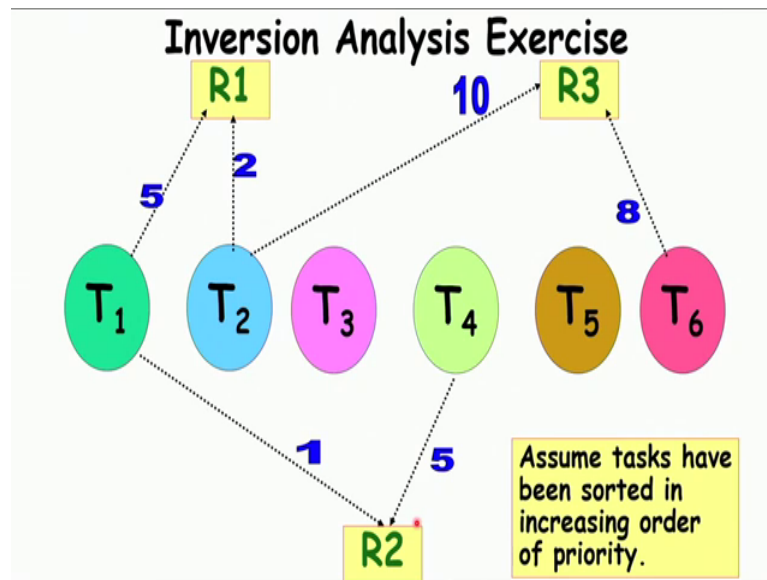 Inversion Analysis Exercise
R1
R3
10
2
5
8
T1
T2
T3
T4
T5
T6
1
5
Assume tasks have
been sorted in
increasing order
of priority.
R2